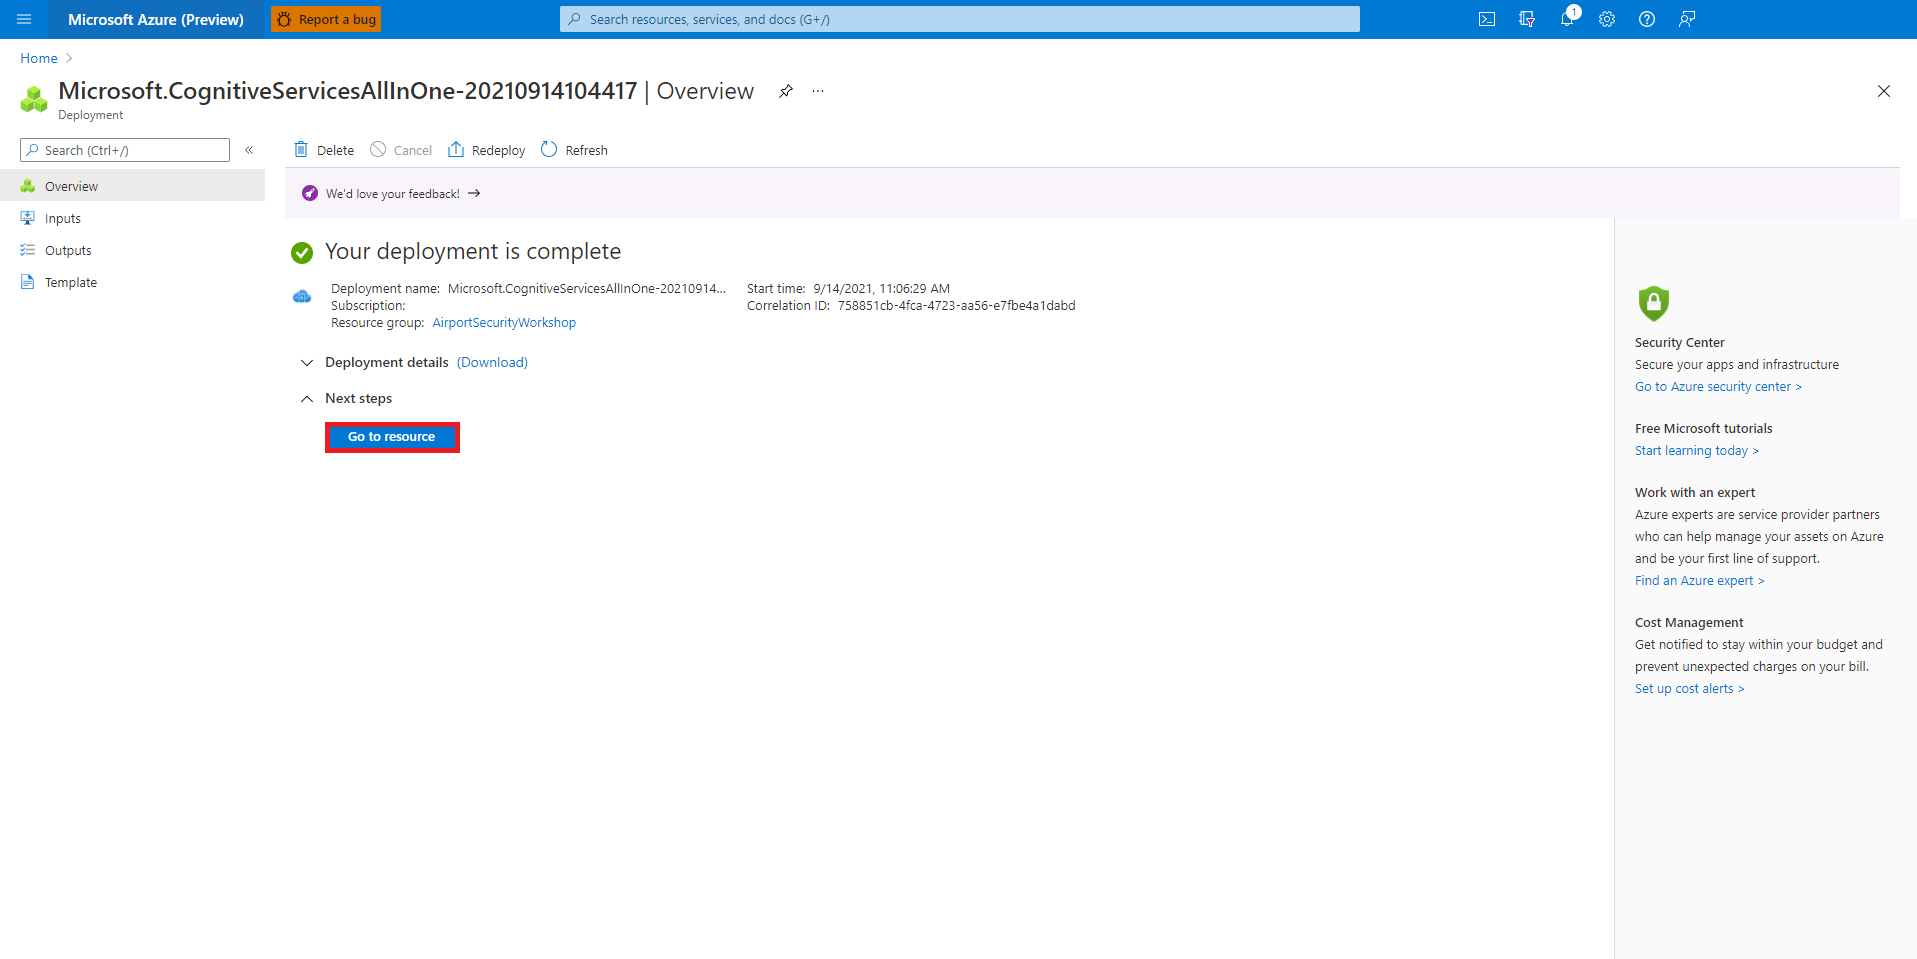 Microsoft Azure (Preview)
Report a bug
Search resources, services, and docs (G+/)
1
Home
Microsoft.CognitiveServicesAllInOne-20210914104417 | Overview
Deployment
Search (Ctrl+/)
Delete
Cancel
Redeploy
Refresh
Overview
Inputs
Outputs
Template
We'd love your feedback! →
Your deployment is complete
Deployment name: Microsoft.CognitiveServicesAllInOne-20210914...
Subscription:
Resource group: AirportSecurityWorkshop
Start time: 9/14/2021, 11:06:29 AM
Correlation ID: 758851cb-4fca-4723-aa56-e7fbe4a1dabd
Deployment details (Download)
Next steps
Go to resource
Security Center
Secure your apps and infrastructure
Go to Azure security center >
Free Microsoft tutorials
Start learning today >
Work with an expert
Azure experts are service provider partners
who can help manage your assets on Azure
and be your first line of support.
Find an Azure expert >
Cost Management
Get notified to stay within your budget and
prevent unexpected charges on your bill.
Set up cost alerts >